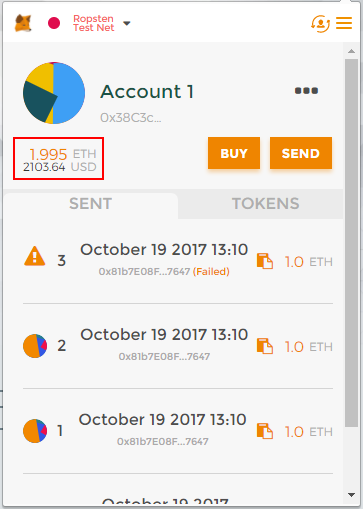 Ropsten
Test Net
Account 1
0x38C3c...
1.995 ETH
2103.64 USD
BUY
SEND
SENT
TOKENS
3
October 19 2017 13:10
0x81b7E08F...7647 (Failed)
1.0 ETH
2
October 19 2017 13:10
0x81b7E08F...7647
1.0 ETH
1
October 19 2017 13:10
0x81b7E08F...7647
1.0 ETH
October 19 2017